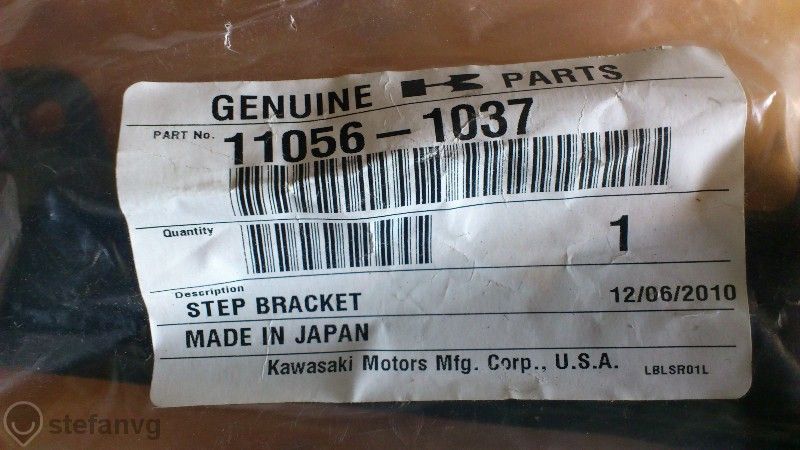 GENUINE K PARTS
PART No. 11056-1037
Quantity 1
Description
STEP BRACKET 12/06/2010
MADE IN JAPAN
Kawasaki Motors Mfg. Corp., U.S.A. LBLSR01L
stefanvg